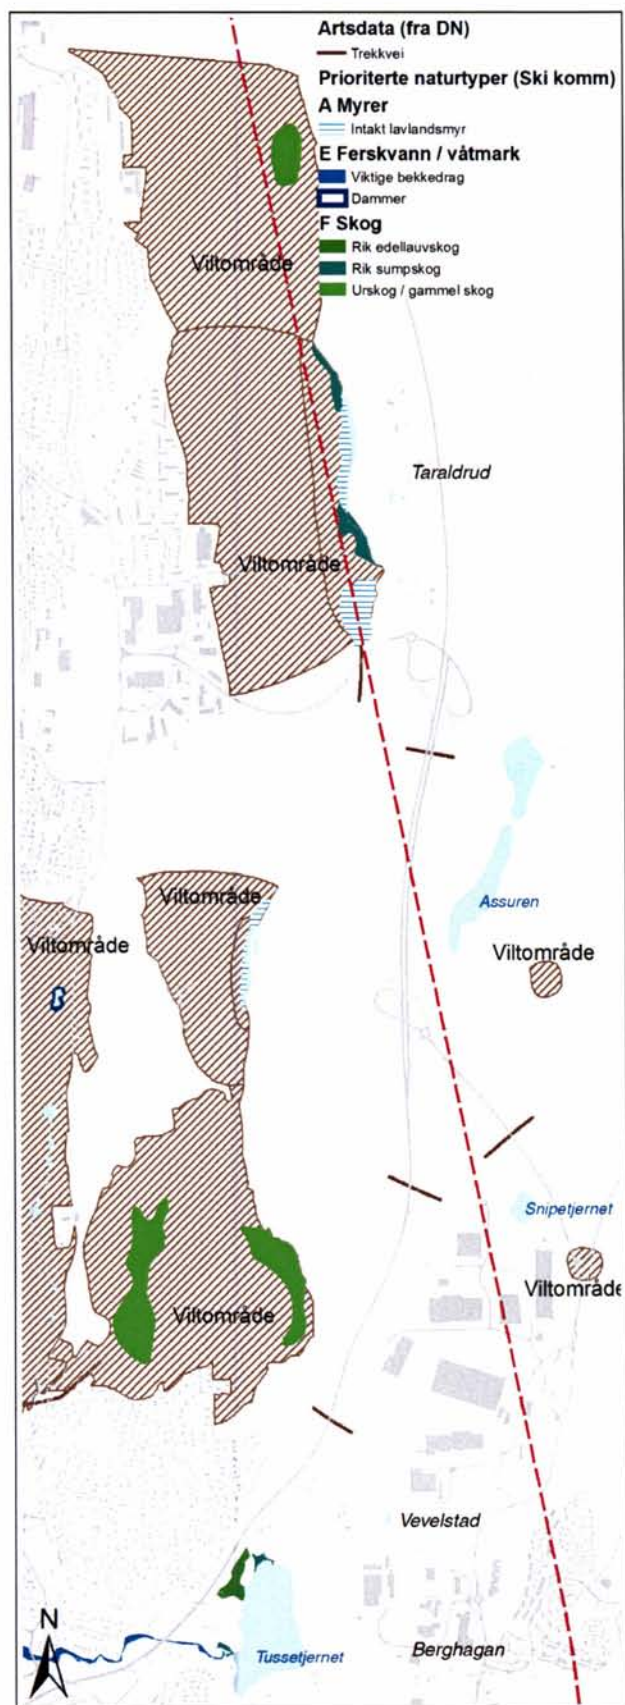 Artsdata (fra DN)
Trekkvei
Prioriterte naturtyper (Ski komm)
A Myrer
Intakt lavlandsmyr
E Ferskvann / våtmark
Viktige bekkedrag
Dammer
F Skog
Rik edellauvskog
Rik sumpskog
Urskog / gammel skog
Viltområde
Taraldrud
Viltområde
Viltområde
Assuren
Viltområde
Viltområde
Snipetjernet
Viltområde
Viltområde
Vevelstad
N
Tussetjernet
Berghagan